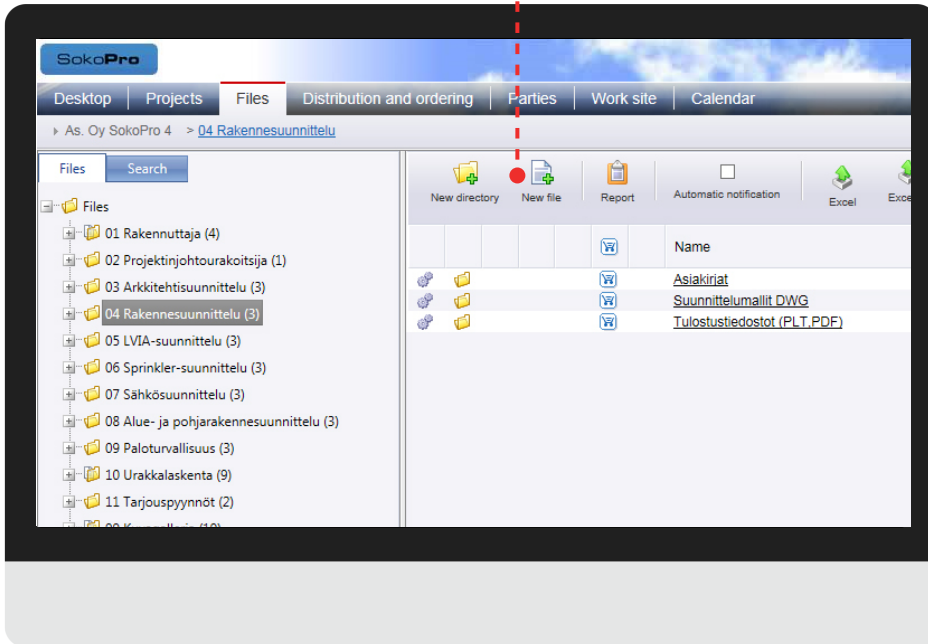 SokoPro
Desktop Projects Files Distribution and ordering Parties Work site Calendar
As. Oy SokoPro 4 > 04 Rakennesuunnittelu
Files Search
Files
01 Rakennuttaja (4)
02 Projektinjohtourakoitsija (1)
03 Arkkitehtisuunnittelu (3)
04 Rakennesuunnittelu (3)
05 LVIA-suunnittelu (3)
06 Sprinkler-suunnittelu (3)
07 Sähkösuunnittelu (3)
08 Alue- ja pohjarakennesuunnittelu (3)
09 Paloturvallisuus (3)
10 Urakkalaskenta (9)
11 Tarjouspyynnöt (2)
New directory New file Report Automatic notification Excel
Name
Asiakirjat
Suunnittelumallit DWG
Tulostustiedostot (PLT,PDF)